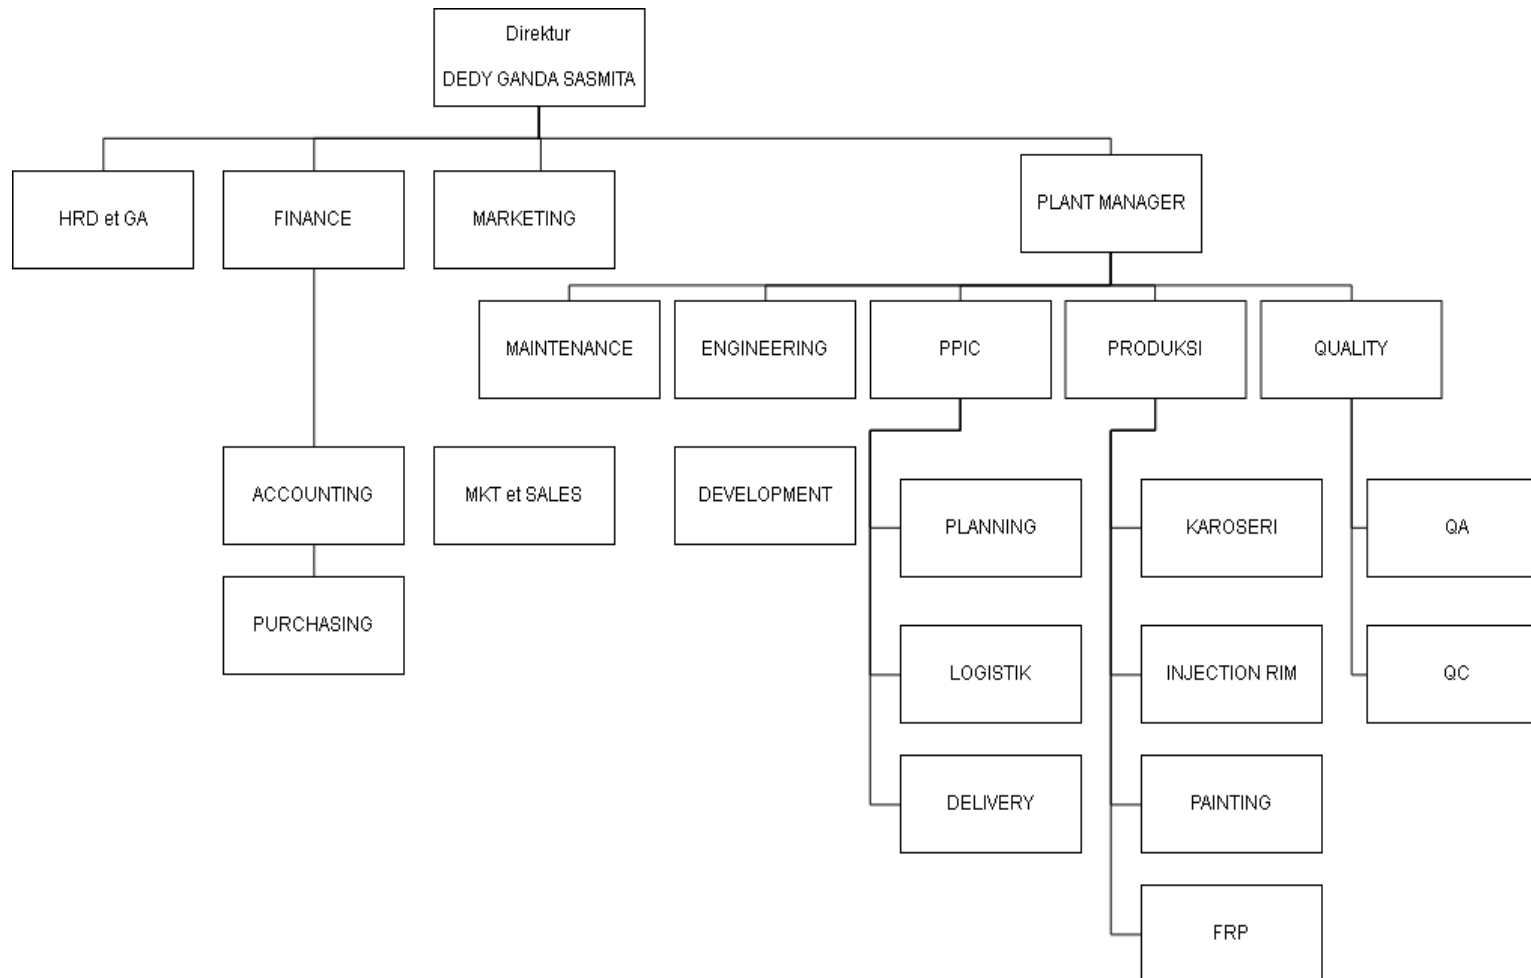 Direktur
DEDY GANDA SASMITA
HRD et GA
FINANCE
MARKETING
PLANT MANAGER
MAINTENANCE
ENGINEERING
PPIC
PRODUKSI
QUALITY
ACCOUNTING
MKT et SALES
DEVELOPMENT
PLANNING
KAROSERI
QA
PURCHASING
LOGISTIK
INJECTION RIM
QC
DELIVERY
PAINTING
FRP